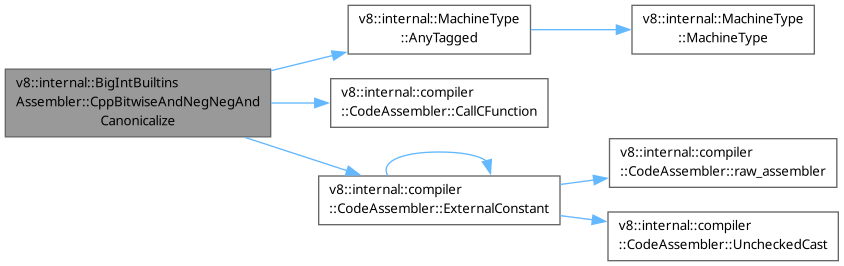 v8::internal::BigIntBuiltins
Assembler::CppBitwiseAndNegNegAnd
Canonicalize
v8::internal::MachineType
::AnyTagged
v8::internal::MachineType
::MachineType
v8::internal::compiler
::CodeAssembler::CallCFunction
v8::internal::compiler
::CodeAssembler::ExternalConstant
v8::internal::compiler
::CodeAssembler::raw_assembler
v8::internal::compiler
::CodeAssembler::UncheckedCast